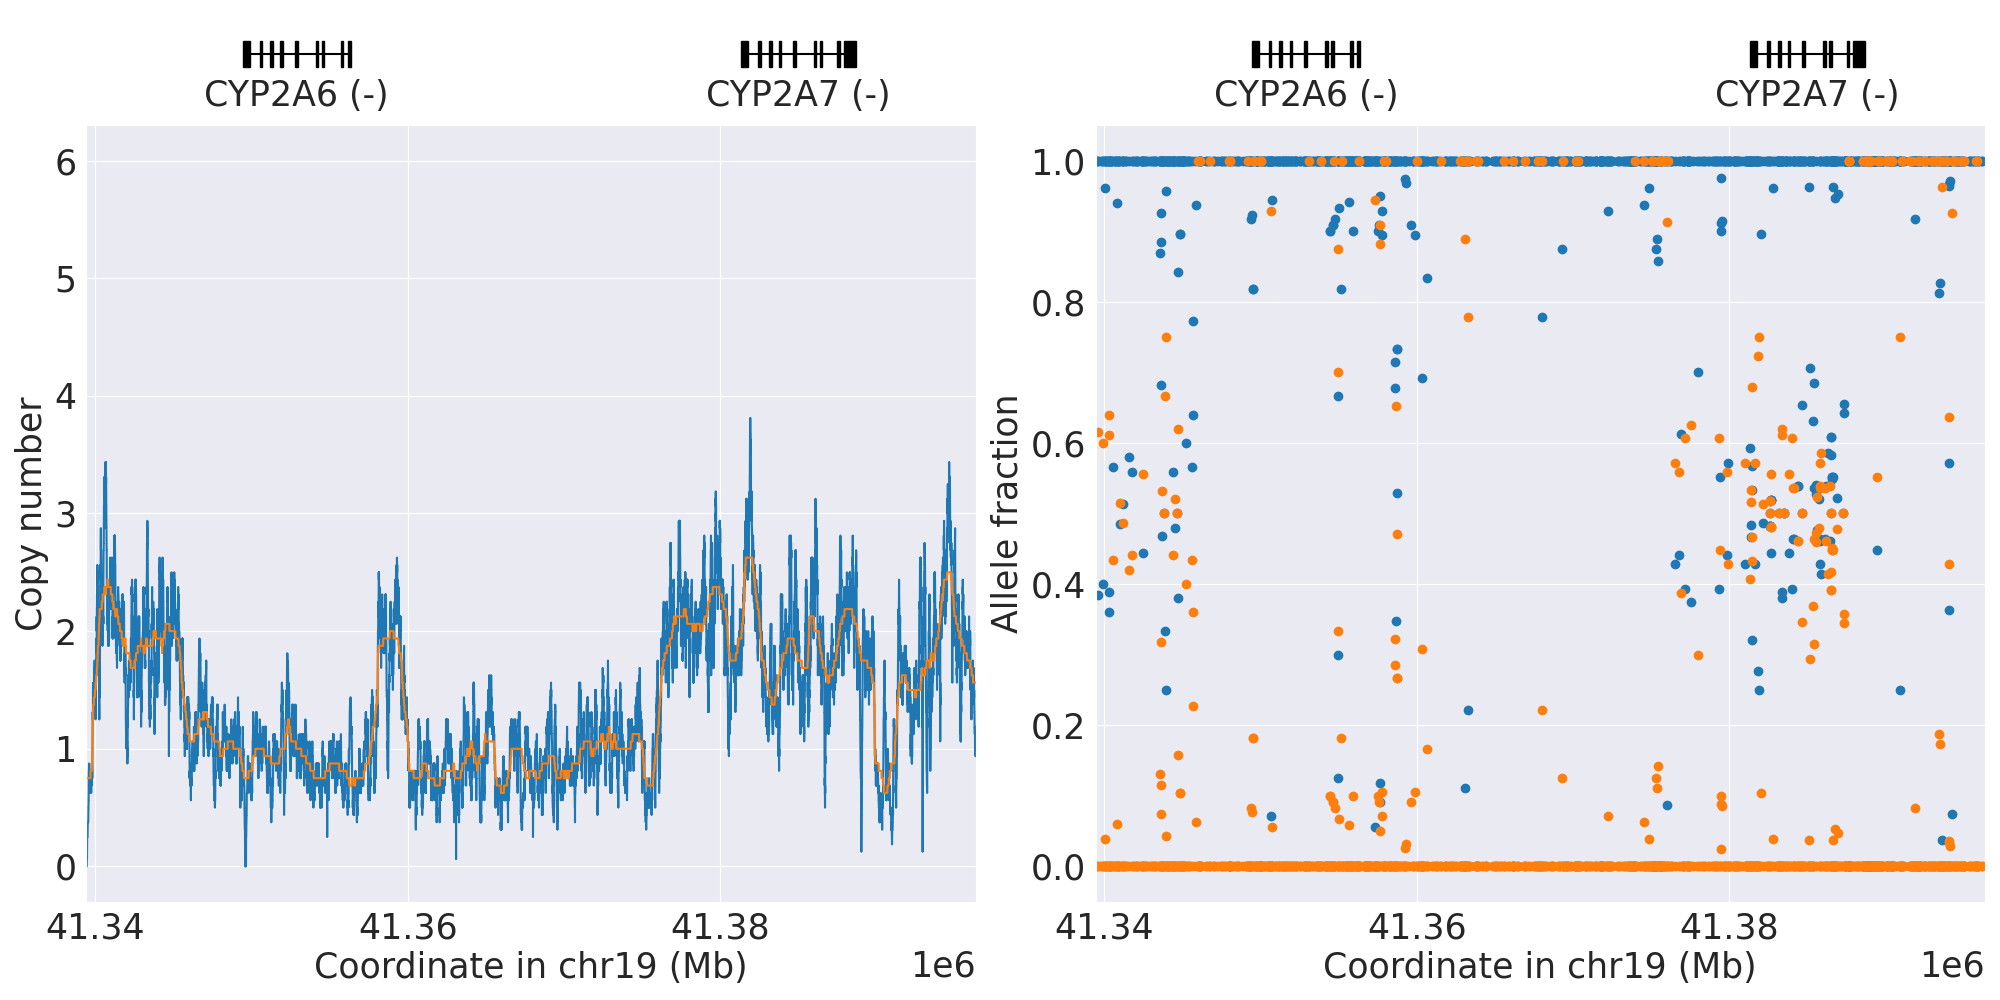 CYP2A6 (-)
CYP2A7 (-)
6
5
4
3
2
1
0
Copy number
41.34
41.36
41.38
Coordinate in chr19 (Mb)
1e6
CYP2A6 (-)
CYP2A7 (-)
1.0
0.8
0.6
0.4
0.2
0.0
Allele fraction
41.34
41.36
41.38
Coordinate in chr19 (Mb)
1e6